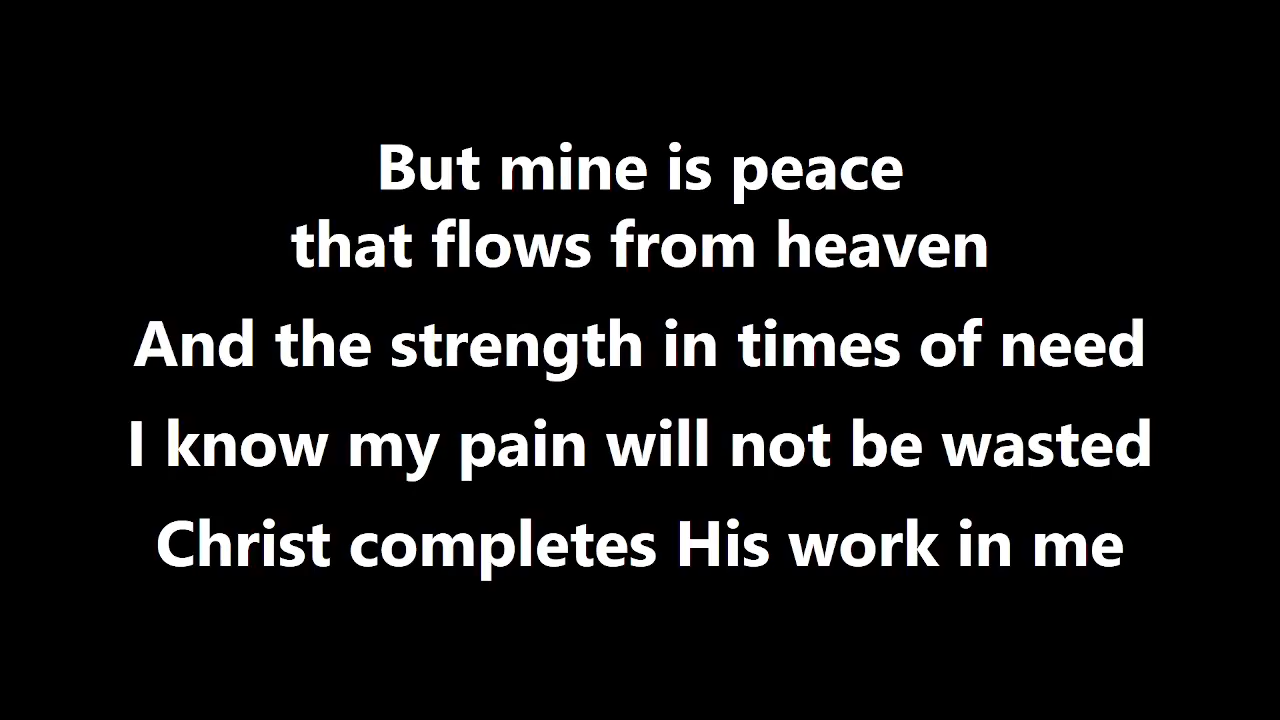 But mine is peace
that flows from heaven
And the strength in times of need
I know my pain will not be wasted
Christ completes His work in me